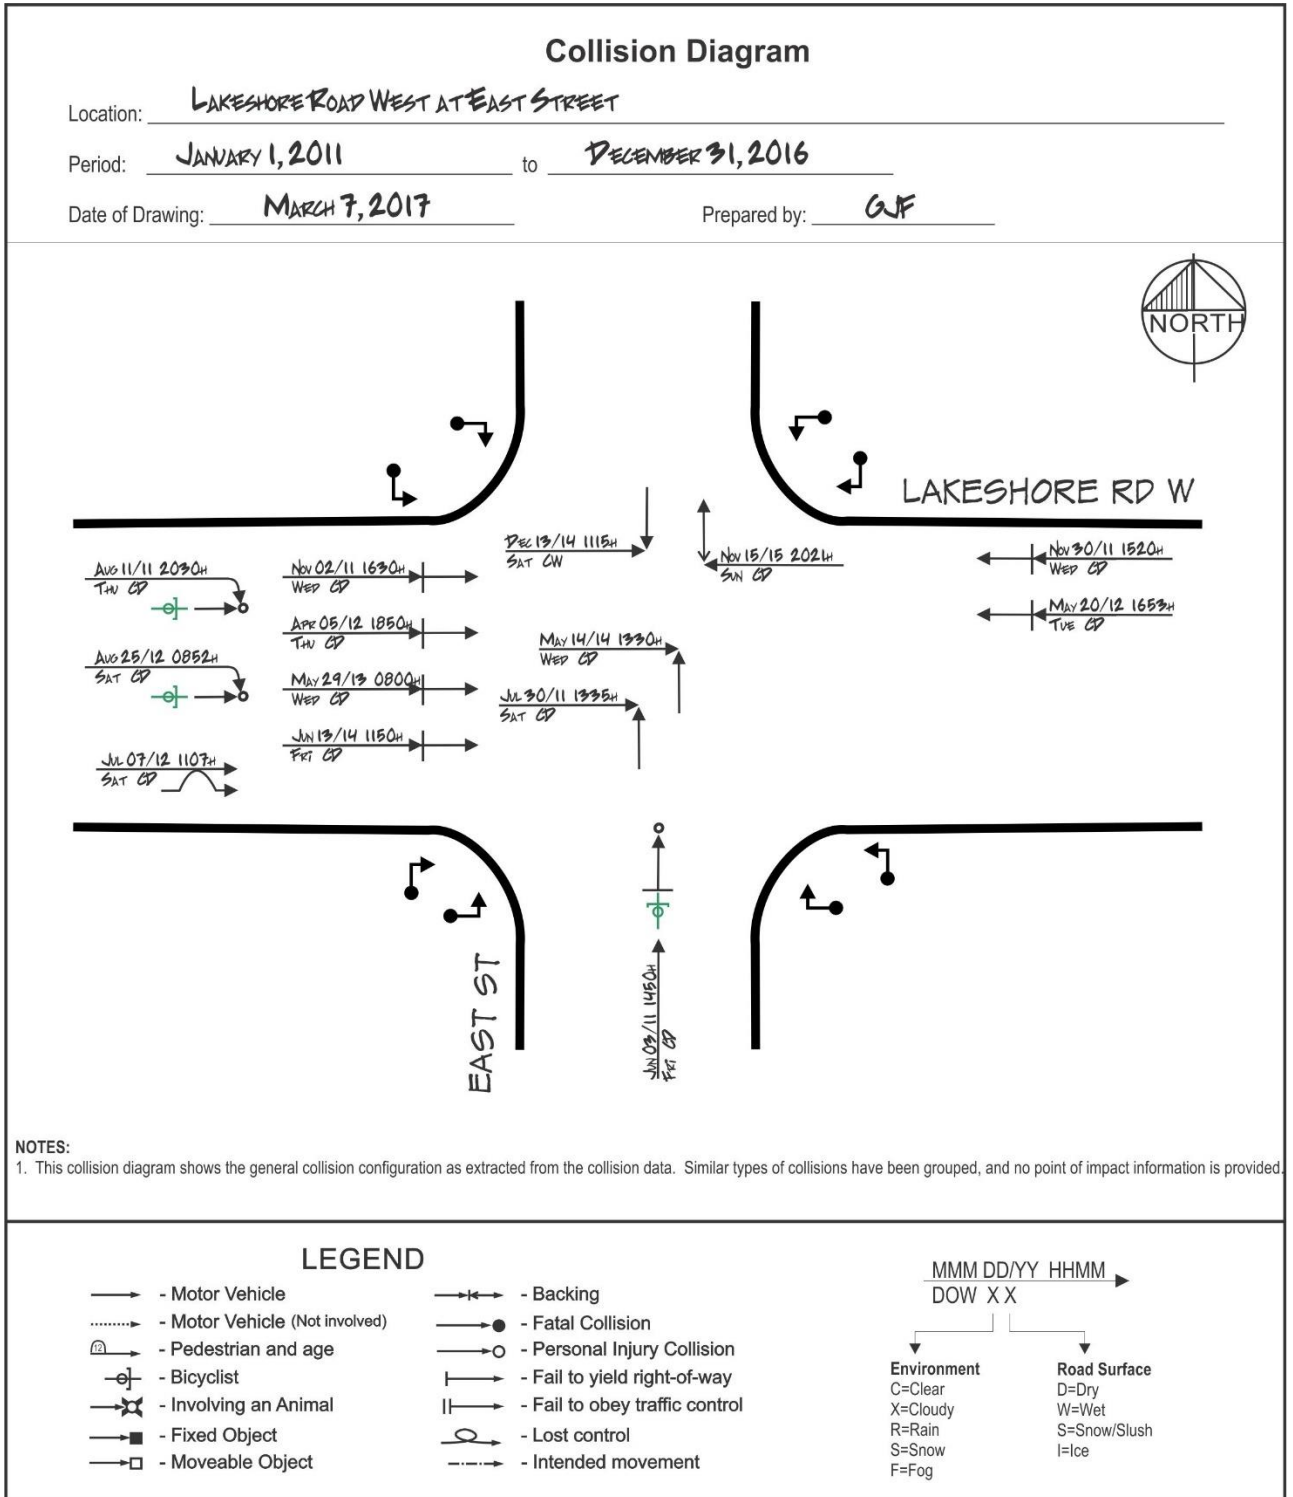 Collision Diagram
Location: LAKESHORE ROAD WEST AT EAST STREET
Period: JANUARY 1, 2011 to DECEMBER 31, 2016
Date of Drawing: MARCH 7, 2017 Prepared by: GJF
NORTH
LAKESHORE RD W
DEC 13/14 1115H
SAT CW
NOV 15/15 2021H
SUN CD
NOV 30/11 1520H
WED CD
AUG 11/11 2030H
THU CD
NOV 02/11 1630H
WED CD
MAY 20/12 1653H
TUE CD
APR 05/12 1850H
THU CD
MAY 14/14 1330H
WED CD
AUG 25/12 0852H
SAT CD
MAY 29/13 0800H
WED CD
JUL 30/11 1335H
SAT CD
JUN 13/14 1150H
FRI CD
JUL 07/12 1107H
SAT CD
EAST ST
JUN 03/11 1450H
FRI CD
NOTES:
1. This collision diagram shows the general collision configuration as extracted from the collision data. Similar types of collisions have been grouped, and no point of impact information is provided.
LEGEND
- Motor Vehicle
- Motor Vehicle (Not involved)
12 - Pedestrian and age
- Bicyclist
- Involving an Animal
- Fixed Object
- Moveable Object
- Backing
- Fatal Collision
- Personal Injury Collision
- Fail to yield right-of-way
- Fail to obey traffic control
- Lost control
- Intended movement
MMM DD/YY HHMM
DOW X X
Environment
C=Clear
X=Cloudy
R=Rain
S=Snow
F=Fog
Road Surface
D=Dry
W=Wet
S=Snow/Slush
I=Ice